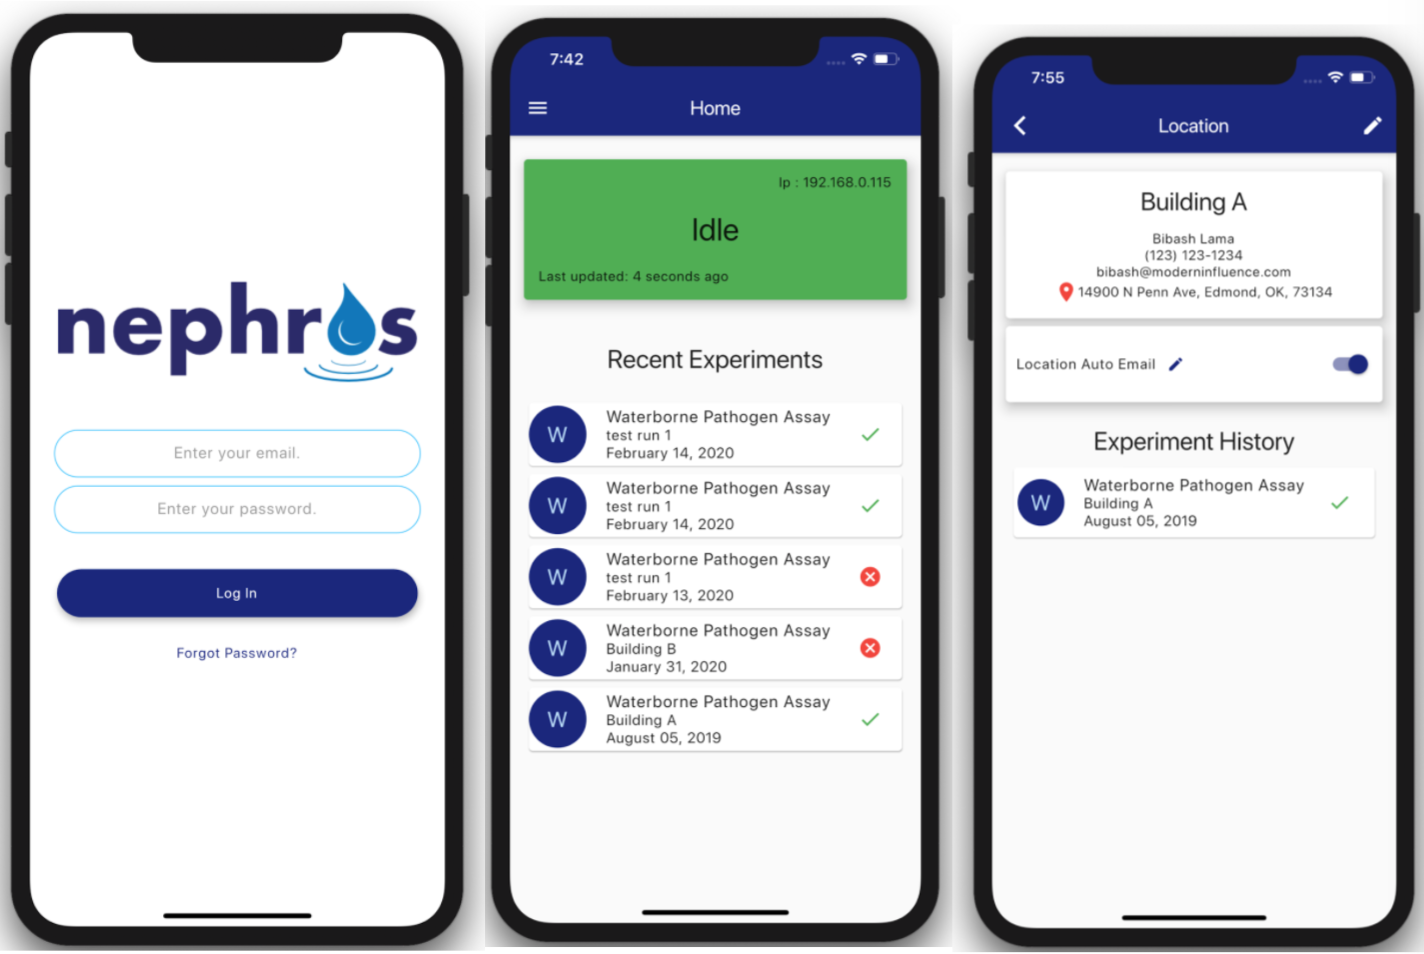 nephros
Enter your email.
Enter your password.
Log In
Forgot Password?
7:42
Home
Ip : 192.168.0.115
Idle
Last updated: 4 seconds ago
Recent Experiments
W
Waterborne Pathogen Assay
test run 1
February 14, 2020
W
Waterborne Pathogen Assay
test run 1
February 14, 2020
W
Waterborne Pathogen Assay
test run 1
February 13, 2020
W
Waterborne Pathogen Assay
Building B
January 31, 2020
W
Waterborne Pathogen Assay
Building A
August 05, 2019
7:55
Location
Building A
Bibash Lama
(123) 123-1234
bibash@moderninfluence.com
14900 N Penn Ave, Edmond, OK, 73134
Location Auto Email
Experiment History
W
Waterborne Pathogen Assay
Building A
August 05, 2019